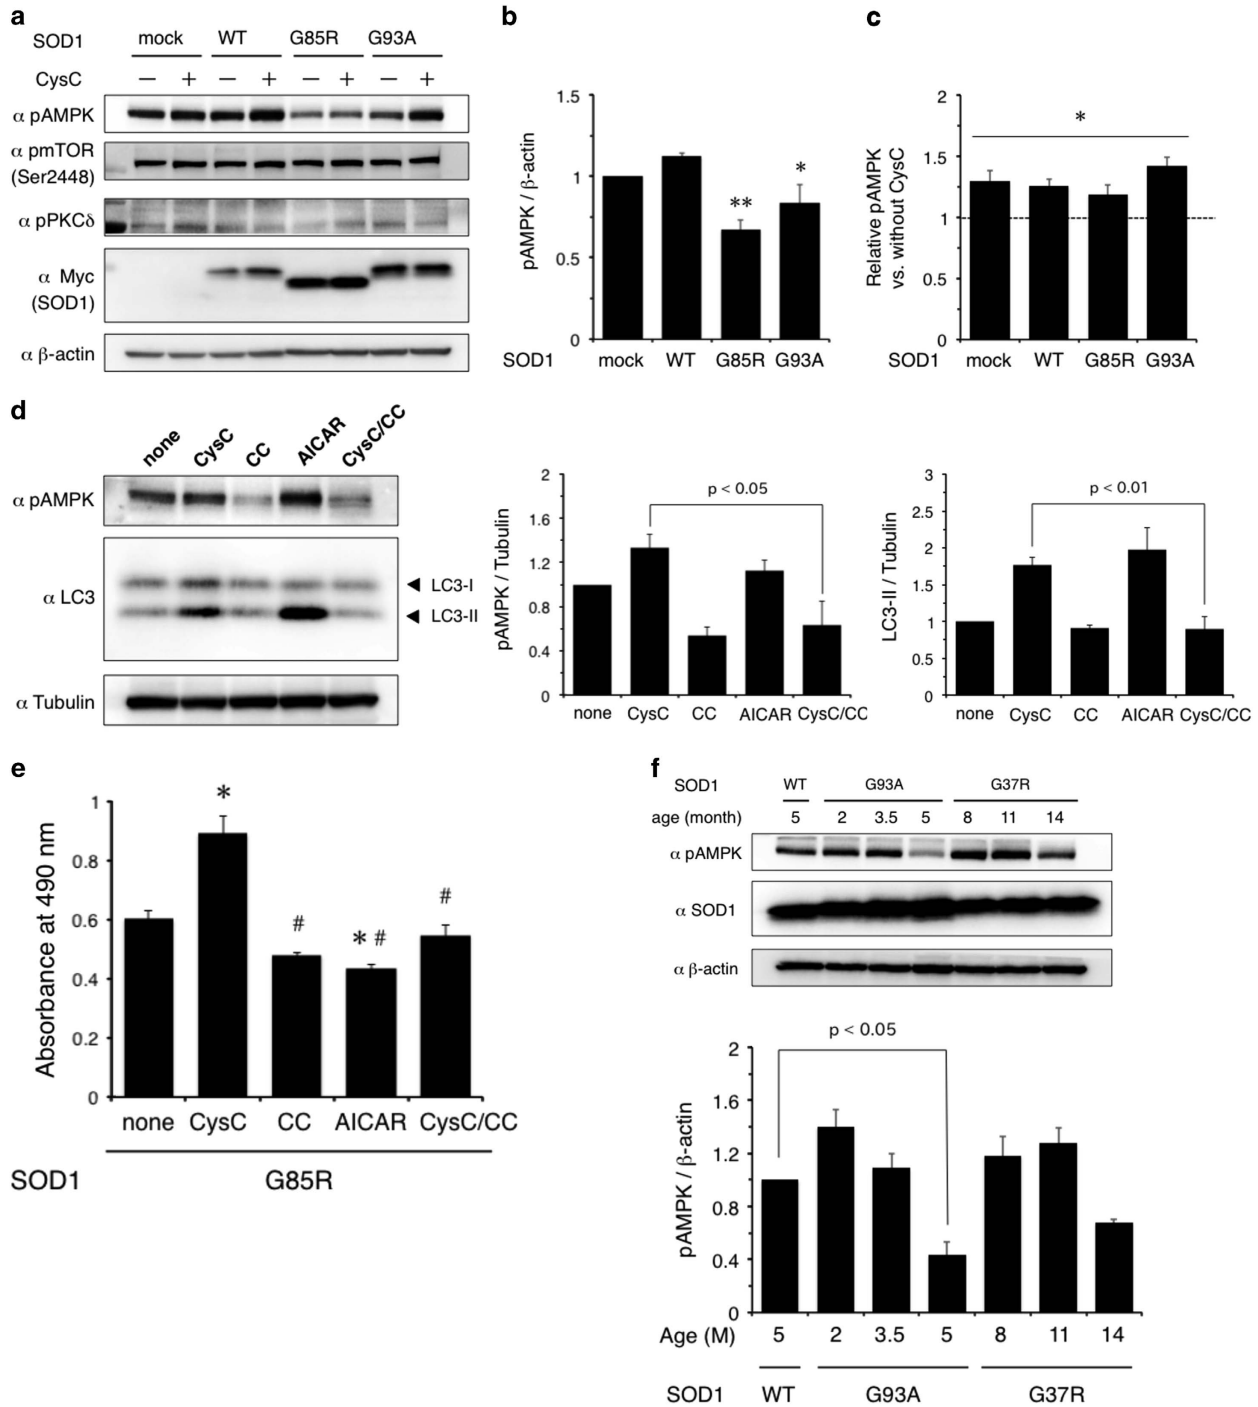 a
SOD1 mock WT G85R G93A
CysC − + − + − + − +
α pAMPK
α pmTOR
(Ser2448)
α pPKCδ
α Myc
(SOD1)
α β-actin
b
pAMPK / β-actin
1.5
1
0.5
0
**
*
SOD1 mock WT G85R G93A
c
Relative pAMPK
vs. without CysC
2
1.5
1
0.5
0
*
SOD1 mock WT G85R G93A
d
none CysC CC AICAR CysC/CC
α pAMPK
α LC3
LC3-I
LC3-II
α Tubulin
pAMPK / Tubulin
2
1.6
1.2
0.8
0.4
0
p < 0.05
none CysC CC AICAR CysC/CC
LC3-II / Tubulin
3
2.5
2
1.5
1
0.5
0
p < 0.01
none CysC CC AICAR CysC/CC
e
Absorbance at 490 nm
1
0.8
0.6
0.4
0.2
0
*
#
* #
#
none CysC CC AICAR CysC/CC
SOD1 G85R
f
SOD1 WT G93A G37R
age (month) 5 2 3.5 5 8 11 14
α pAMPK
α SOD1
α β-actin
pAMPK / β-actin
2
1.6
1.2
0.8
0.4
0
p < 0.05
Age (M) 5 2 3.5 5 8 11 14
SOD1 WT G93A G37R